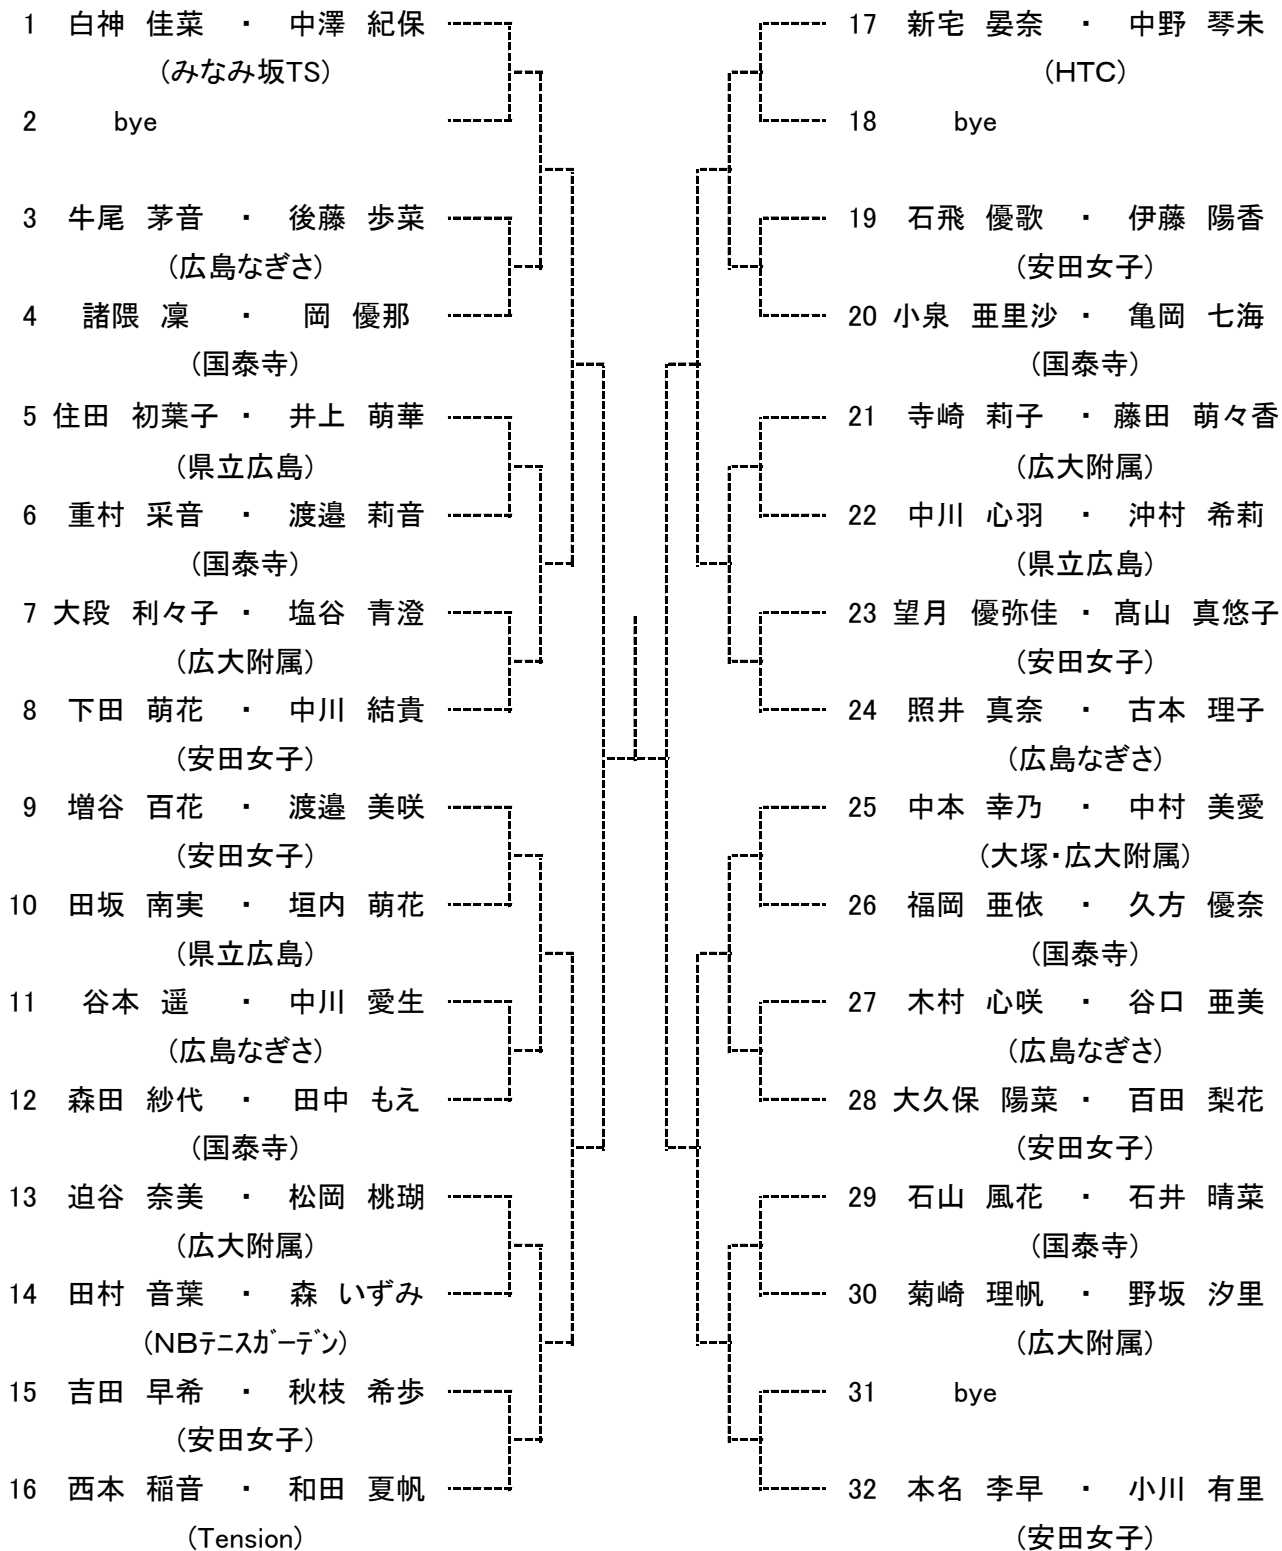 1 白神 佳菜 ・ 中澤 紀保
(みなみ坂TS)
2 bye
3 牛尾 茅音 ・ 後藤 歩菜
(広島なぎさ)
4 諸隈 凜 ・ 岡 優那
(国泰寺)
5 住田 初葉子 ・ 井上 萌華
(県立広島)
6 重村 采音 ・ 渡邉 莉音
(国泰寺)
7 大段 利々子 ・ 塩谷 青澄
(広大附属)
8 下田 萌花 ・ 中川 結貴
(安田女子)
9 増谷 百花 ・ 渡邉 美咲
(安田女子)
10 田坂 南実 ・ 垣内 萌花
(県立広島)
11 谷本 遥 ・ 中川 愛生
(広島なぎさ)
12 森田 紗代 ・ 田中 もえ
(国泰寺)
13 迫谷 奈美 ・ 松岡 桃瑚
(広大附属)
14 田村 音葉 ・ 森 いずみ
(NBテニスガーデン)
15 吉田 早希 ・ 秋枝 希歩
(安田女子)
16 西本 稲音 ・ 和田 夏帆
(Tension)
17 新宅 晏奈 ・ 中野 琴未
(HTC)
18 bye
19 石飛 優歌 ・ 伊藤 陽香
(安田女子)
20 小泉 亜里沙 ・ 亀岡 七海
(国泰寺)
21 寺崎 莉子 ・ 藤田 萌々香
(広大附属)
22 中川 心羽 ・ 沖村 希莉
(県立広島)
23 望月 優弥佳 ・ 髙山 真悠子
(安田女子)
24 照井 真奈 ・ 古本 理子
(広島なぎさ)
25 中本 幸乃 ・ 中村 美愛
(大塚・広大附属)
26 福岡 亜依 ・ 久方 優奈
(国泰寺)
27 木村 心咲 ・ 谷口 亜美
(広島なぎさ)
28 大久保 陽菜 ・ 百田 梨花
(安田女子)
29 石山 風花 ・ 石井 晴菜
(国泰寺)
30 菊崎 理帆 ・ 野坂 汐里
(広大附属)
31 bye
32 本名 李早 ・ 小川 有里
(安田女子)